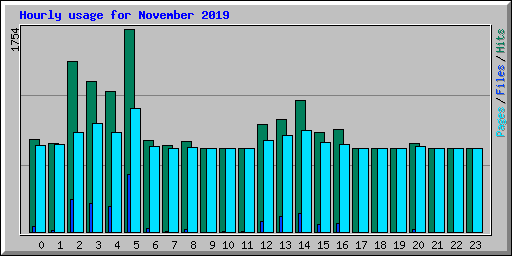 Hourly usage for November 2019
1754
Pages / Files / Hits
0 1 2 3 4 5 6 7 8 9 10 11 12 13 14 15 16 17 18 19 20 21 22 23